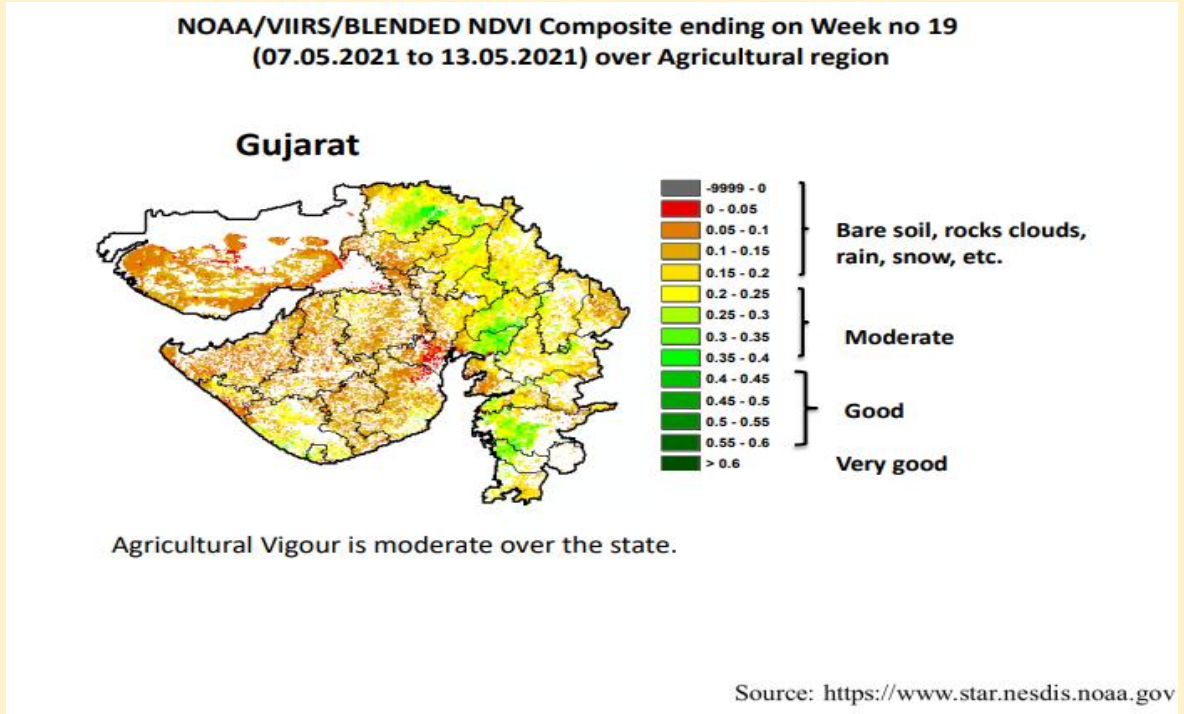 NOAA/VIIRS/BLENDED NDVI Composite ending on Week no 19
(07.05.2021 to 13.05.2021) over Agricultural region
Gujarat
-9999 - 0
0 - 0.05
0.05 - 0.1
0.1 - 0.15
0.15 - 0.2
0.2 - 0.25
0.25 - 0.3
0.3 - 0.35
0.35 - 0.4
0.4 - 0.45
0.45 - 0.5
0.5 - 0.55
0.55 - 0.6
> 0.6
Bare soil, rocks clouds,
rain, snow, etc.
Moderate
Good
Very good
Agricultural Vigour is moderate over the state.
Source: https://www.star.nesdis.noaa.gov